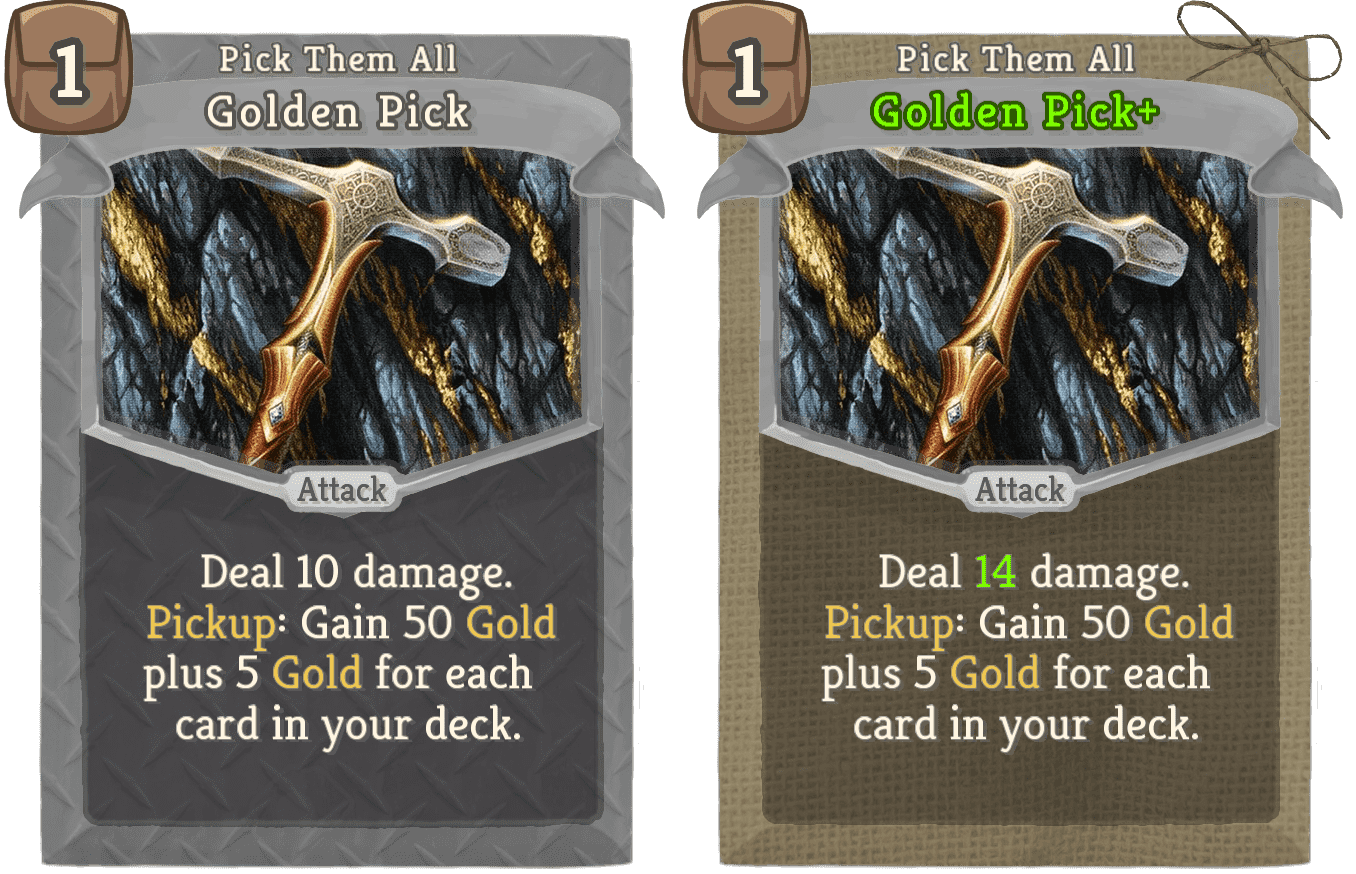 1
Pick Them All
Golden Pick
Attack
Deal 10 damage.
Pickup: Gain 50 Gold
plus 5 Gold for each
card in your deck.
1
Pick Them All
Golden Pick+
Attack
Deal 14 damage.
Pickup: Gain 50 Gold
plus 5 Gold for each
card in your deck.